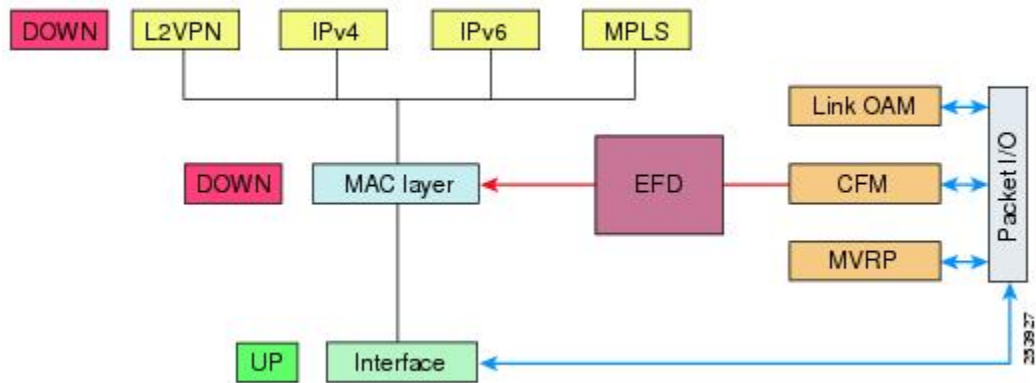 DOWN L2VPN IPv4 IPv6 MPLS
Link OAM
DOWN MAC layer EFD CFM
Packet I/O
MVRP
UP Interface
253927